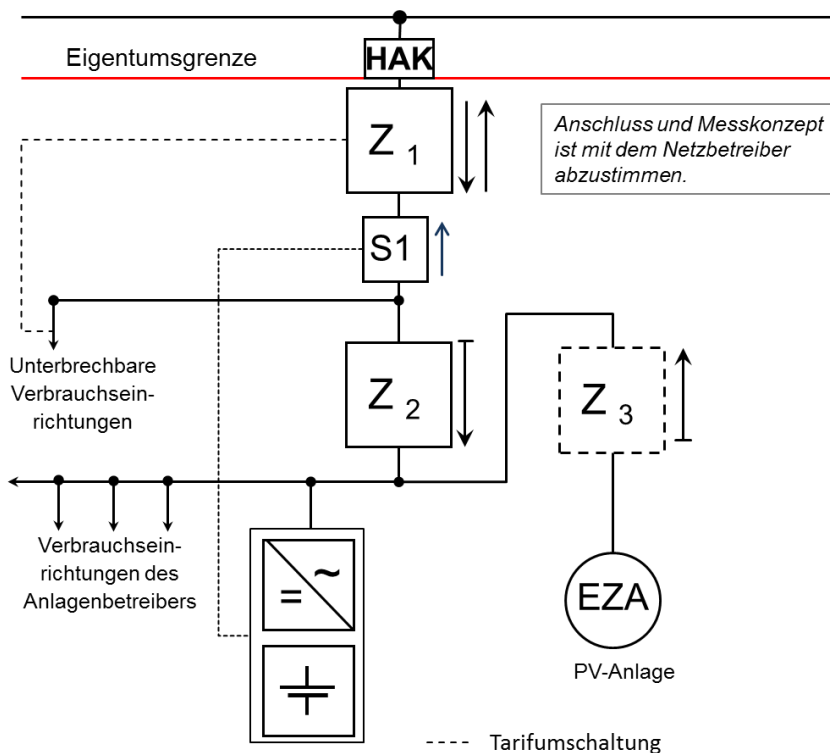 Eigentumsgrenze
HAK
Z 1
Anschluss und Messkonzept
ist mit dem Netzbetreiber
abzustimmen.
S1
Unterbrechbare
Verbrauchsein-
richtungen
Z 2
Z 3
Verbrauchsein-
richtungen des
Anlagenbetreibers
= ~
EZA
PV-Anlage
Tarifumschaltung